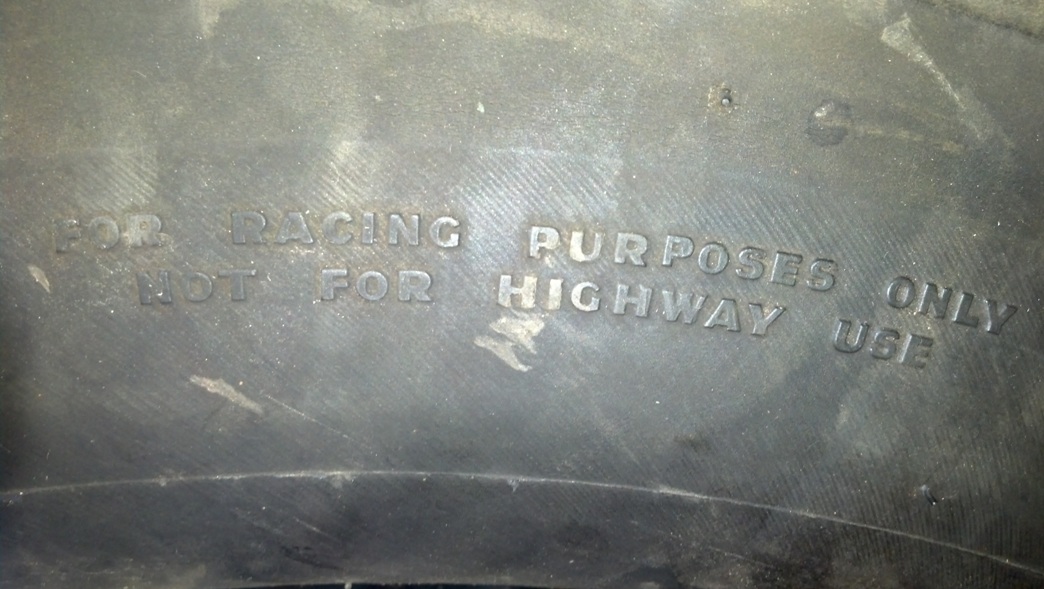 FOR RACING PURPOSES ONLY
NOT FOR HIGHWAY USE